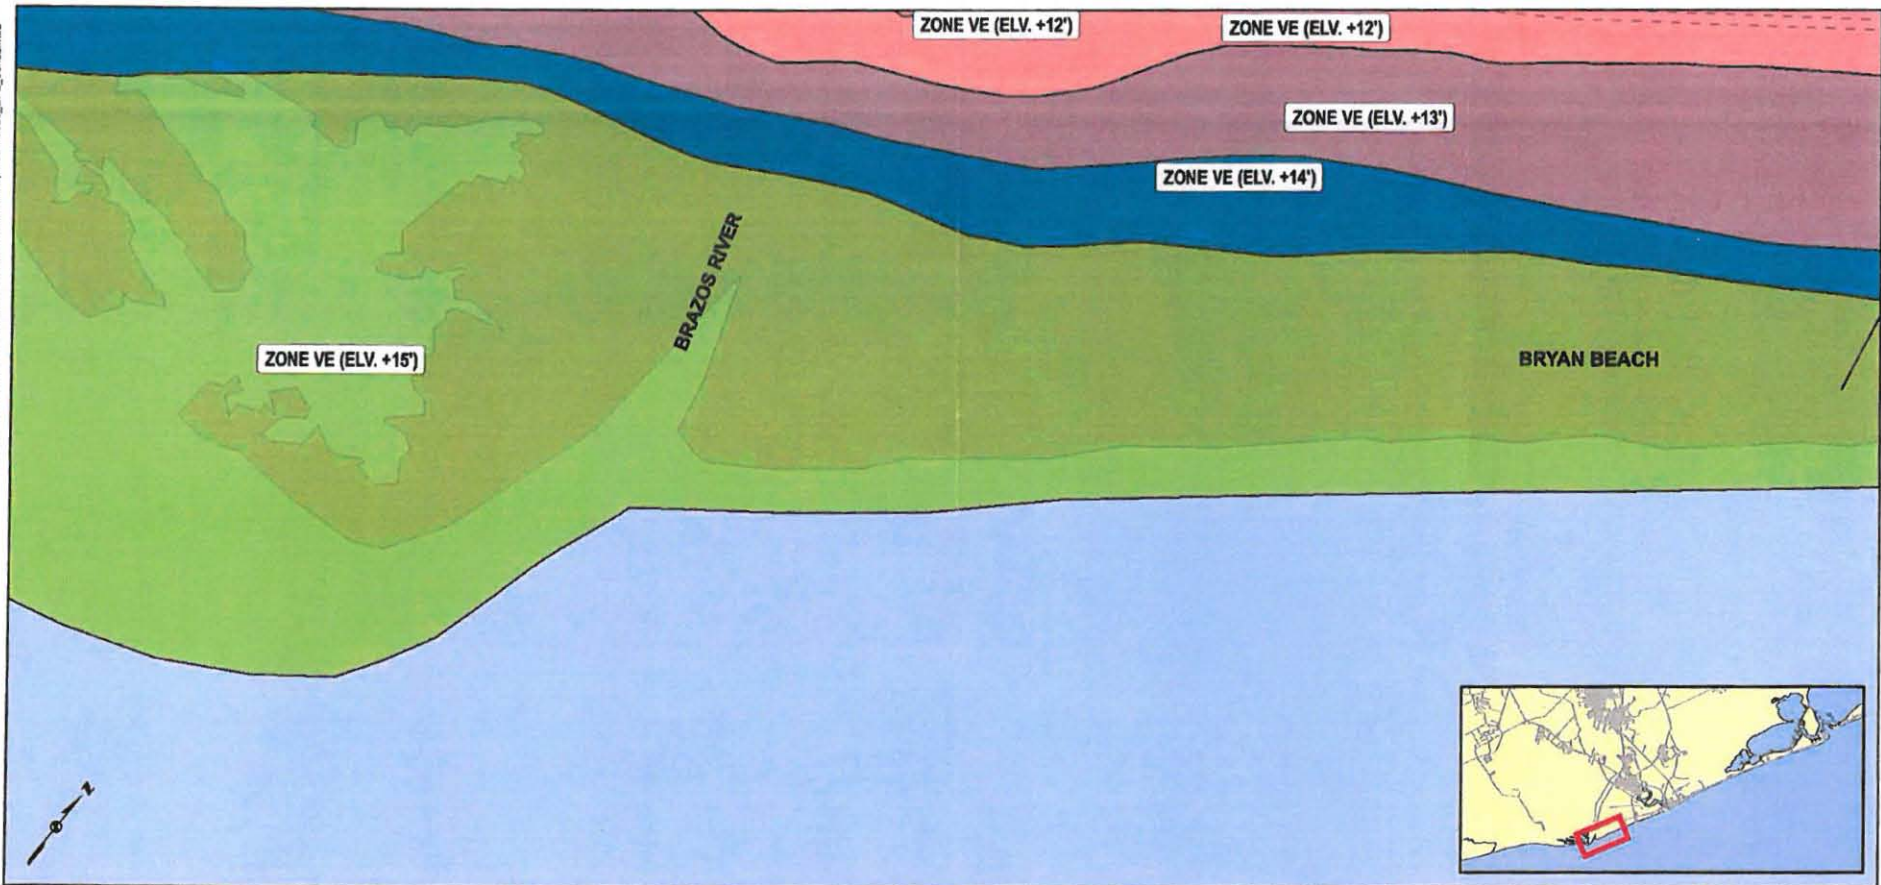 ZONE VE (ELV. +12')
ZONE VE (ELV. +12')
ZONE VE (ELV. +13')
ZONE VE (ELV. +14')
BRAZOS RIVER
ZONE VE (ELV. +15')
BRYAN BEACH
N